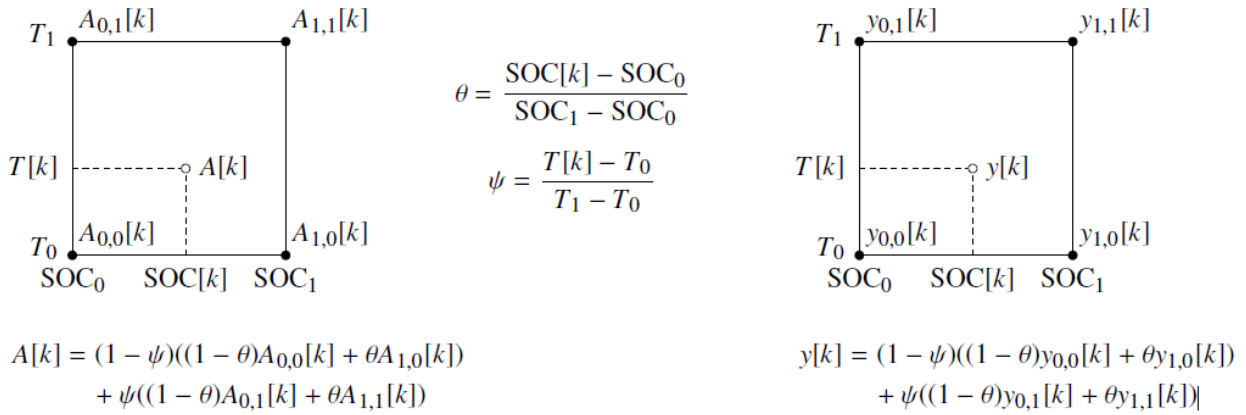 T₁ A₀,₁[k] A₁,₁[k]
T[k] A[k]
T₀ A₀,₀[k] A₁,₀[k]
SOC₀ SOC[k] SOC₁
θ = (SOC[k] − SOC₀) / (SOC₁ − SOC₀)
ψ = (T[k] − T₀) / (T₁ − T₀)
T₁ y₀,₁[k] y₁,₁[k]
T[k] y[k]
T₀ y₀,₀[k] y₁,₀[k]
SOC₀ SOC[k] SOC₁
A[k] = (1 − ψ)((1 − θ)A₀,₀[k] + θA₁,₀[k])
+ ψ((1 − θ)A₀,₁[k] + θA₁,₁[k])
y[k] = (1 − ψ)((1 − θ)y₀,₀[k] + θy₁,₀[k])
+ ψ((1 − θ)y₀,₁[k] + θy₁,₁[k])